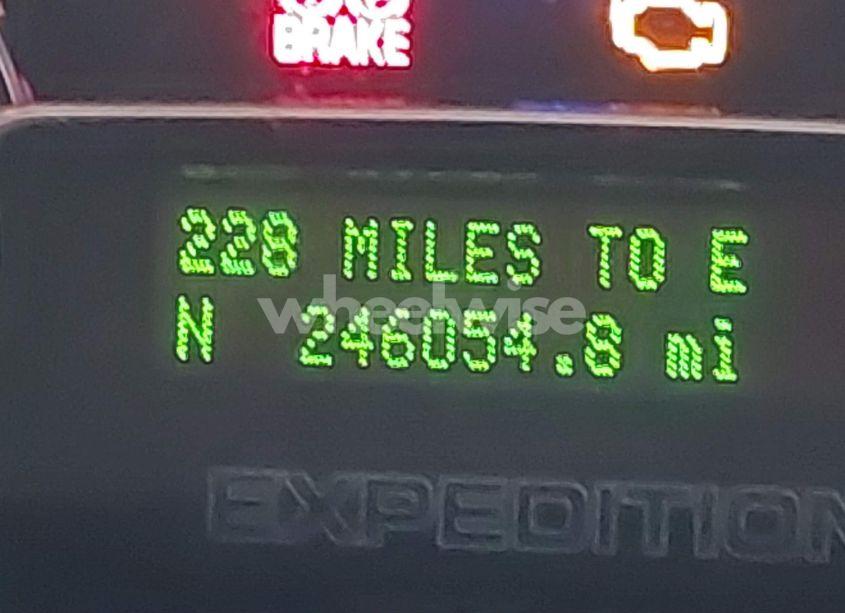 BRAKE
228 MILES TO E
N 246054.8 mi
wheelwise
EXPEDITION